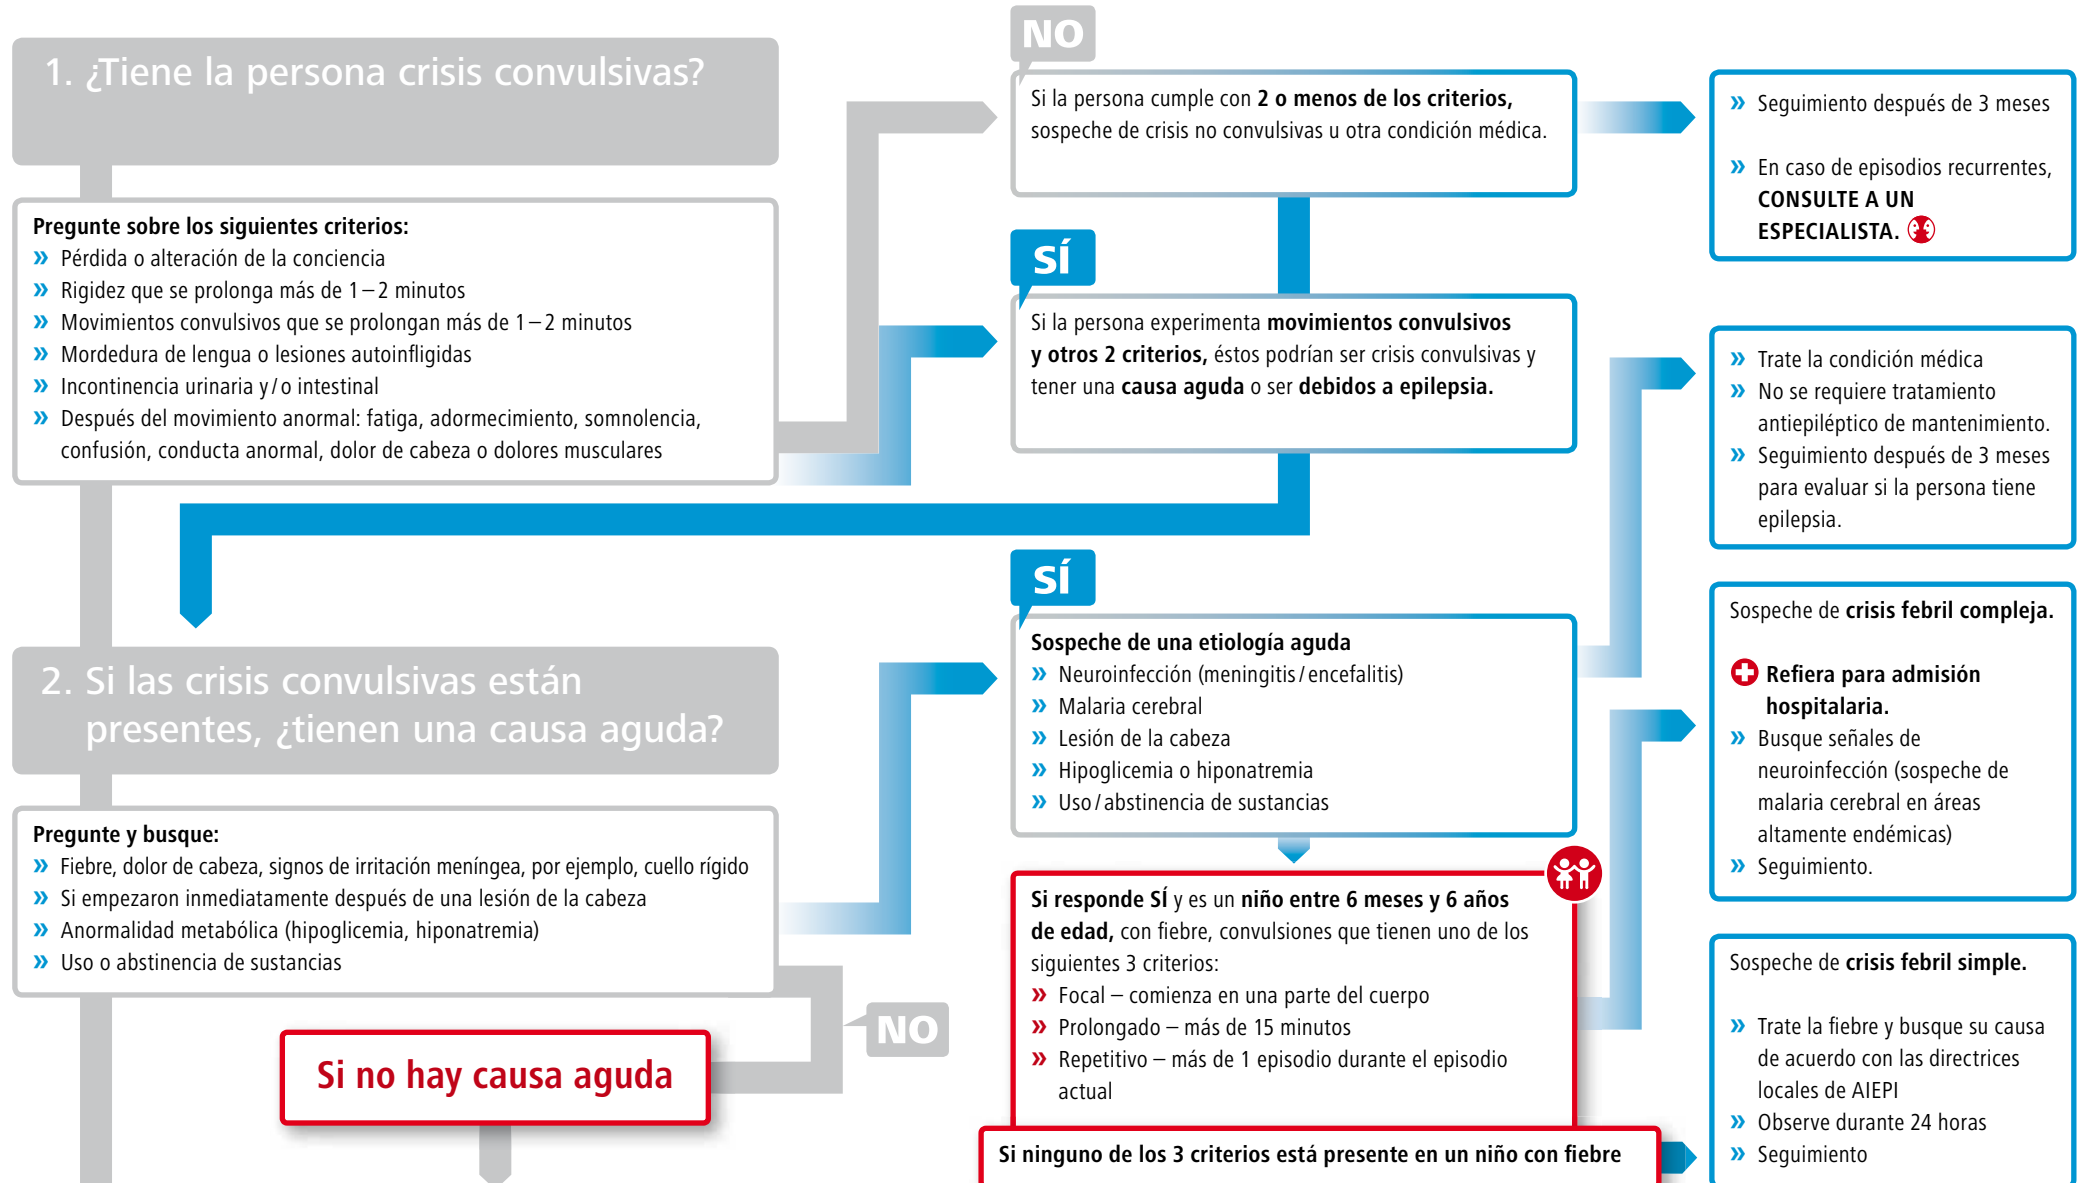 1. ¿Tiene la persona crisis convulsivas?
Pregunte sobre los siguientes criterios:
» Pérdida o alteración de la conciencia
» Rigidez que se prolonga más de 1–2 minutos
» Movimientos convulsivos que se prolongan más de 1–2 minutos
» Mordedura de lengua o lesiones autoinfligidas
» Incontinencia urinaria y/o intestinal
» Después del movimiento anormal: fatiga, adormecimiento, somnolencia,
confusión, conducta anormal, dolor de cabeza o dolores musculares
NO
Si la persona cumple con 2 o menos de los criterios,
sospeche de crisis no convulsivas u otra condición médica.
» Seguimiento después de 3 meses
» En caso de episodios recurrentes,
CONSULTE A UN
ESPECIALISTA.
SÍ
Si la persona experimenta movimientos convulsivos
y otros 2 criterios, éstos podrían ser crisis convulsivas y
tener una causa aguda o ser debidos a epilepsia.
2. Si las crisis convulsivas están
presentes, ¿tienen una causa aguda?
Pregunte y busque:
» Fiebre, dolor de cabeza, signos de irritación meníngea, por ejemplo, cuello rígido
» Si empezaron inmediatamente después de una lesión de la cabeza
» Anormalidad metabólica (hipoglicemia, hiponatremia)
» Uso o abstinencia de sustancias
SÍ
Sospeche de una etiología aguda
» Neuroinfección (meningitis/encefalitis)
» Malaria cerebral
» Lesión de la cabeza
» Hipoglicemia o hiponatremia
» Uso/abstinencia de sustancias
» Trate la condición médica
» No se requiere tratamiento
antiepiléptico de mantenimiento.
» Seguimiento después de 3 meses
para evaluar si la persona tiene
epilepsia.
Si responde SÍ y es un niño entre 6 meses y 6 años
de edad, con fiebre, convulsiones que tienen uno de los
siguientes 3 criterios:
» Focal – comienza en una parte del cuerpo
» Prolongado – más de 15 minutos
» Repetitivo – más de 1 episodio durante el episodio
actual
Sospeche de crisis febril compleja.
Refiera para admisión
hospitalaria.
» Busque señales de
neuroinfección (sospeche de
malaria cerebral en áreas
altamente endémicas)
» Seguimiento.
Si ninguno de los 3 criterios está presente en un niño con fiebre
Sospeche de crisis febril simple.
» Trate la fiebre y busque su causa
de acuerdo con las directrices
locales de AIEPI
» Observe durante 24 horas
» Seguimiento
NO
Si no hay causa aguda